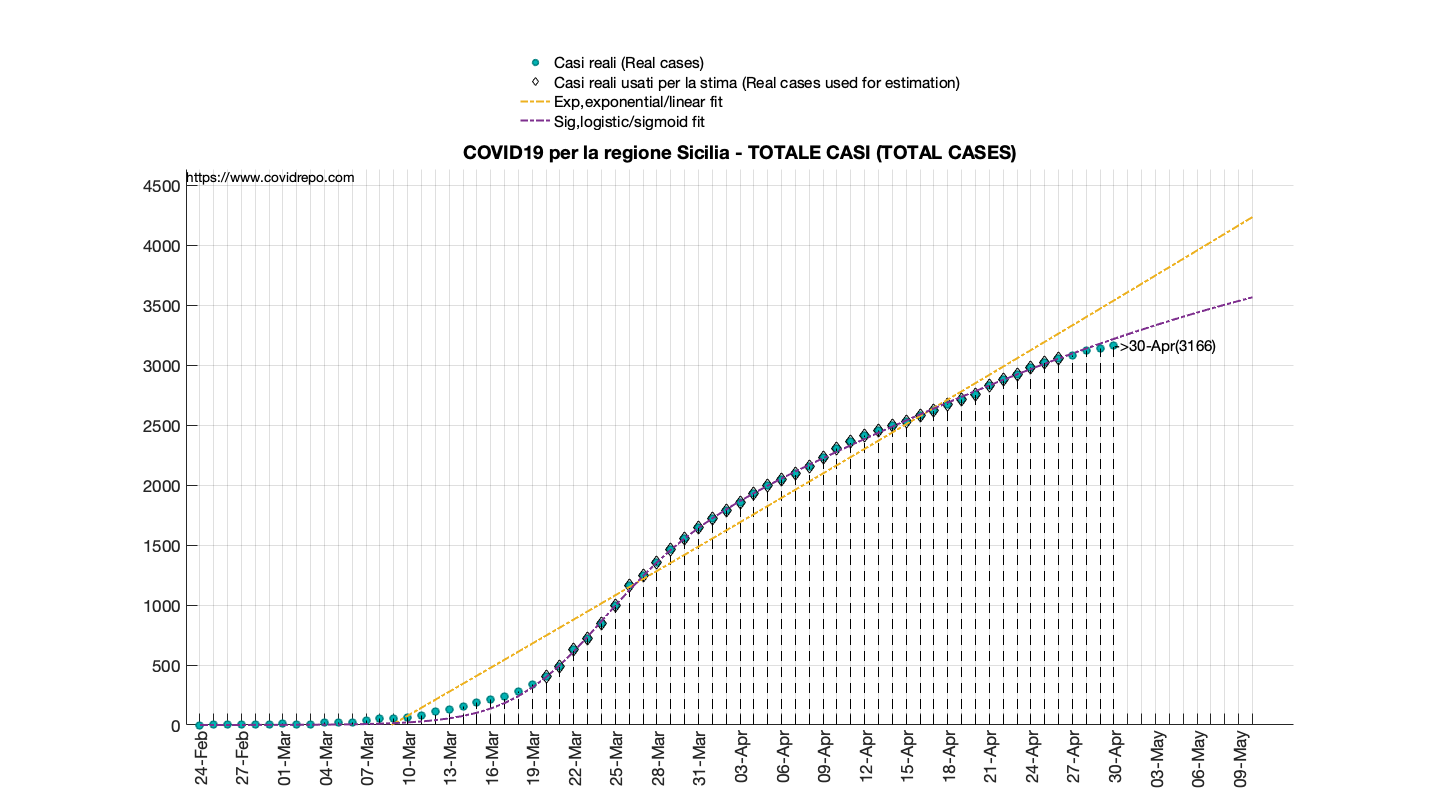 Casi reali (Real cases)
Casi reali usati per la stima (Real cases used for estimation)
Exp,exponential/linear fit
Sig,logistic/sigmoid fit
COVID19 per la regione Sicilia - TOTALE CASI (TOTAL CASES)
https://www.covidrepo.com
4500
4000
3500
3000
2500
2000
1500
1000
500
0
->30-Apr(3166)
24-Feb
27-Feb
01-Mar
04-Mar
07-Mar
10-Mar
13-Mar
16-Mar
19-Mar
22-Mar
25-Mar
28-Mar
31-Mar
03-Apr
06-Apr
09-Apr
12-Apr
15-Apr
18-Apr
21-Apr
24-Apr
27-Apr
30-Apr
03-May
06-May
09-May